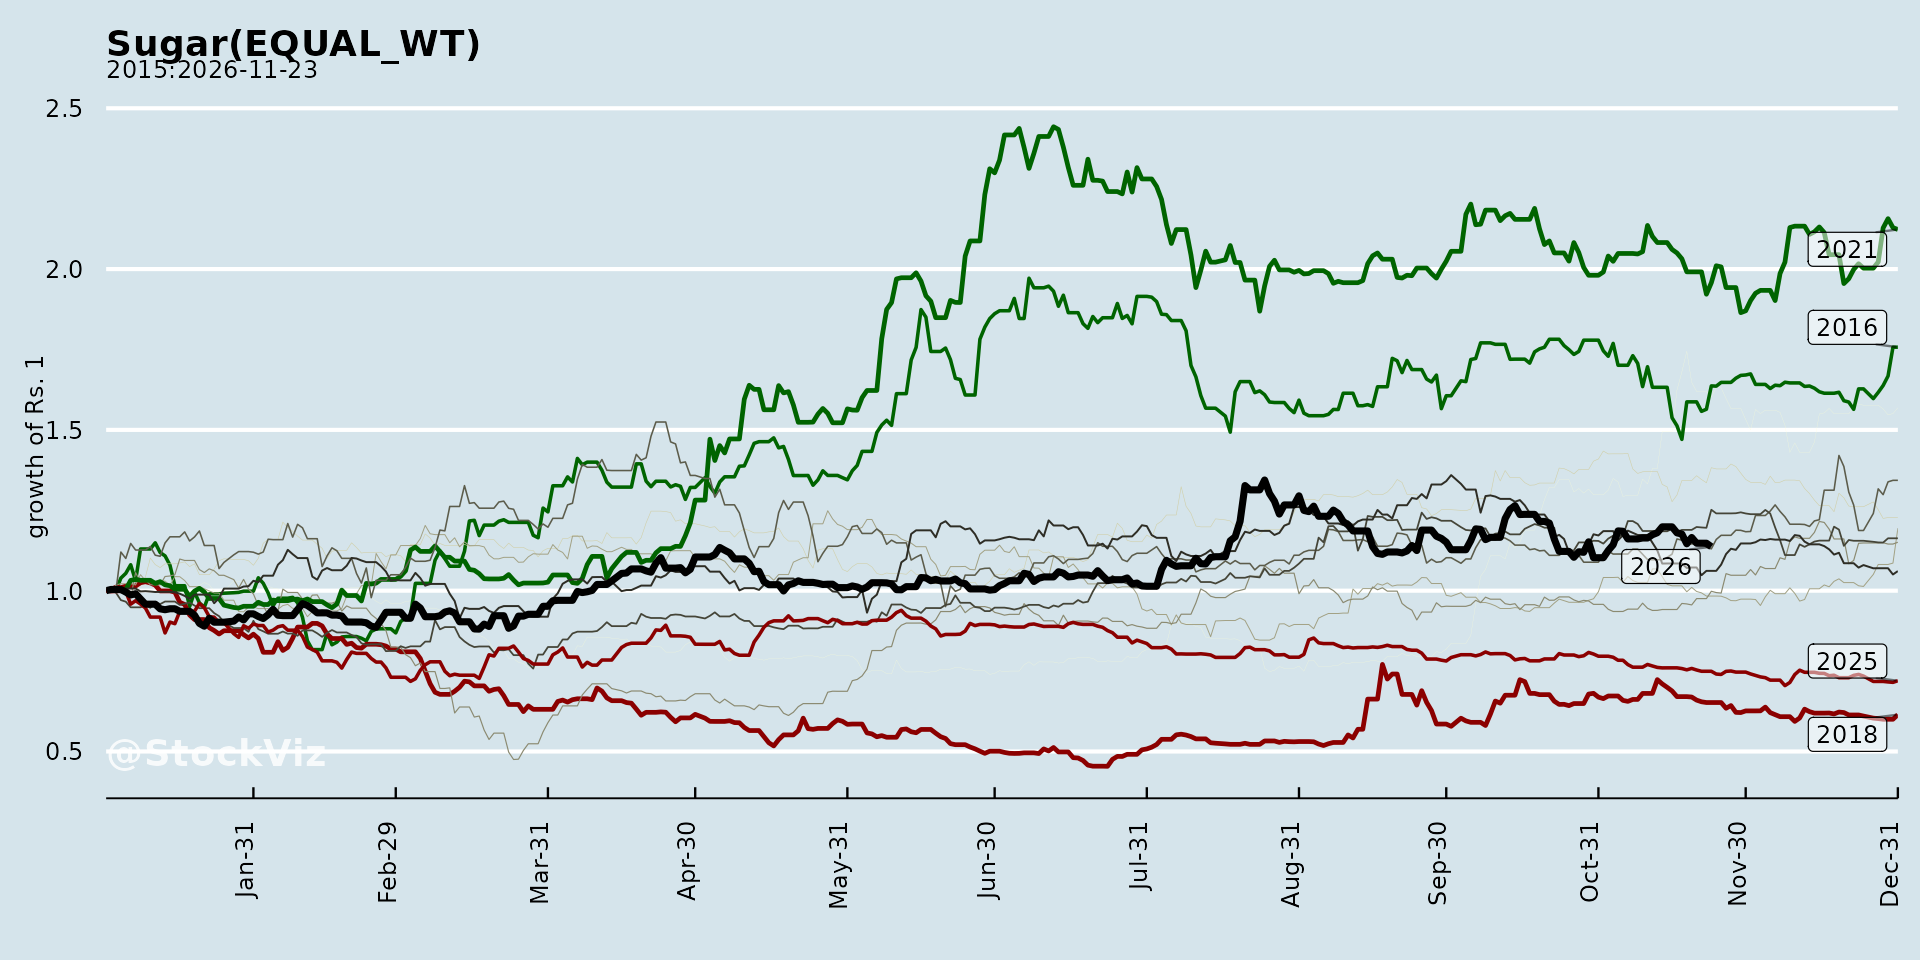 Sugar(EQUAL_WT)
2015:2026-11-23
growth of Rs. 1
2.5
2.0
1.5
1.0
0.5
2021
2016
2026
2025
2018
@StockViz
Jan-31
Feb-29
Mar-31
Apr-30
May-31
Jun-30
Jul-31
Aug-31
Sep-30
Oct-31
Nov-30
Dec-31